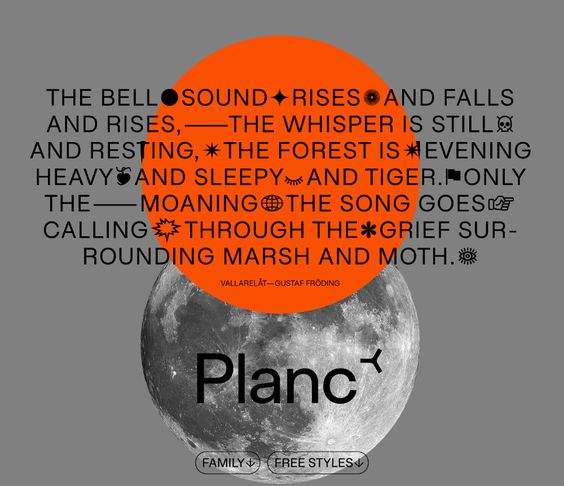 THE BELL●SOUND✦RISES✺AND FALLS
AND RISES,——THE WHISPER IS STILL☠
AND RESTING,✶THE FOREST IS✶EVENING
HEAVY❦AND SLEEPY AND TIGER.⚑ONLY
THE——MOANING🌐THE SONG GOES☞
CALLING THROUGH THE✱GRIEF SUR-
ROUNDING MARSH AND MOTH.👁
VALLARELÅT—GUSTAF FRÖDING
Planc
FAMILY↓ FREE STYLES↓